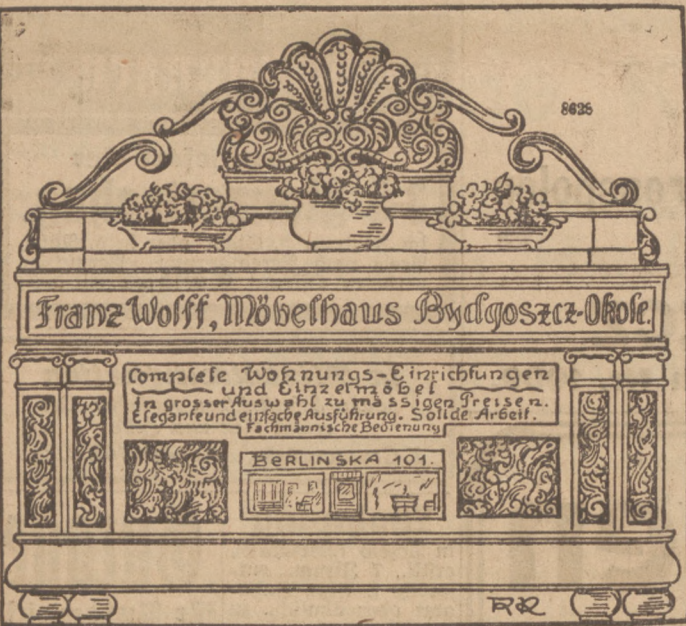 8628
Franz Wolff, Möbelhaus Bydgoszcz-Okole.
Complete Wohnungs-Einrichtungen
und Einzelmöbel
in grosser Auswahl zu mässigen Preisen.
Elegante und einfache Ausführung. Solide Arbeit.
Fachmännische Bedienung
BERLINSKA 101.